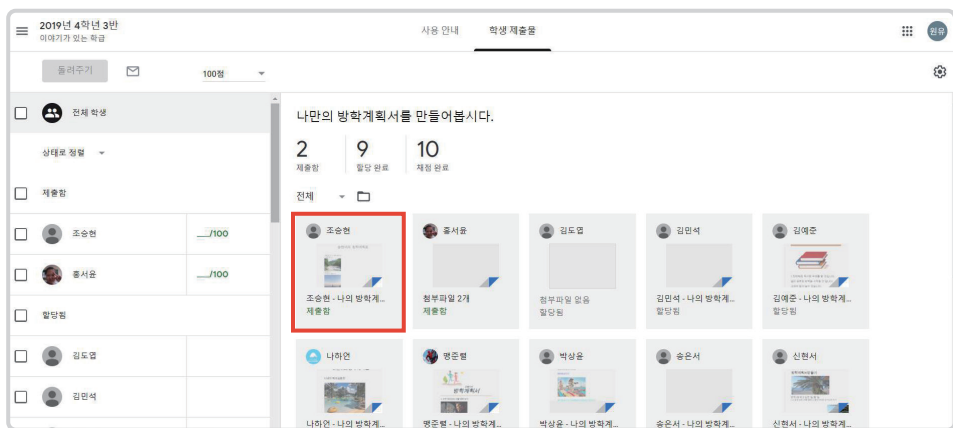 2019년 4학년 3반
이야기가 있는 학급
사용 안내
학생 제출물
원유
돌려주기
100점
전체 학생
상태로 정렬
제출함
조승현
__/100
홍서윤
__/100
할당됨
김도엽
김민석
나만의 방학계획서를 만들어봅시다.
2
제출함
9
할당 완료
10
채점 완료
전체
조승현
조승현 - 나의 방학계...
제출함
홍서윤
첨부파일 2개
제출함
김도엽
첨부파일 없음
할당됨
김민석
김민석 - 나의 방학계...
할당됨
김예준
김예준 - 나의 방학계...
할당됨
나하언
나하언 - 나의 방학계...
맹준렬
방학계획서
맹준렬 - 나의 방학계...
박상윤
박상윤 - 나의 방학계...
송은서
송은서 - 나의 방학계...
신현서
신현서 - 나의 방학계...